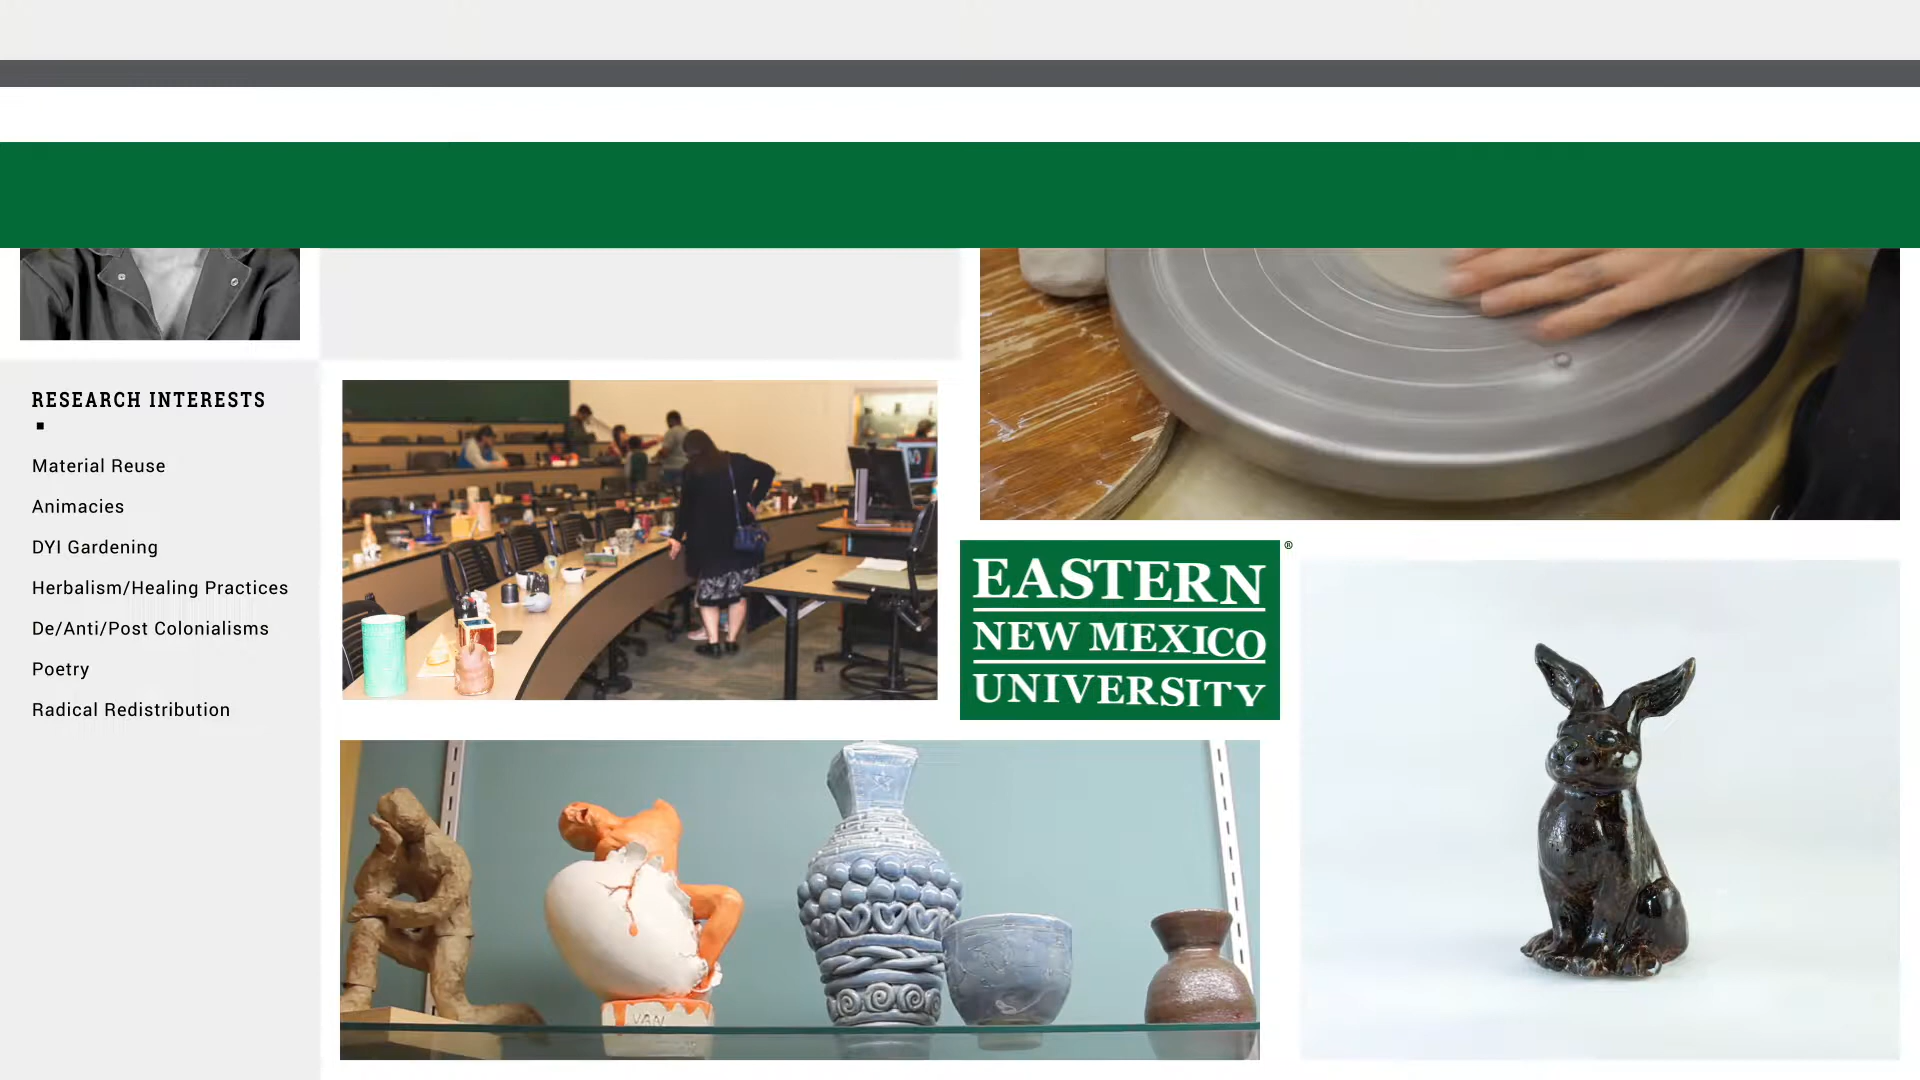 RESEARCH INTERESTS
Material Reuse
Animacies
DYI Gardening
Herbalism/Healing Practices
De/Anti/Post Colonialisms
Poetry
Radical Redistribution
EASTERN ®
NEW MEXICO
UNIVERSITY
VAN